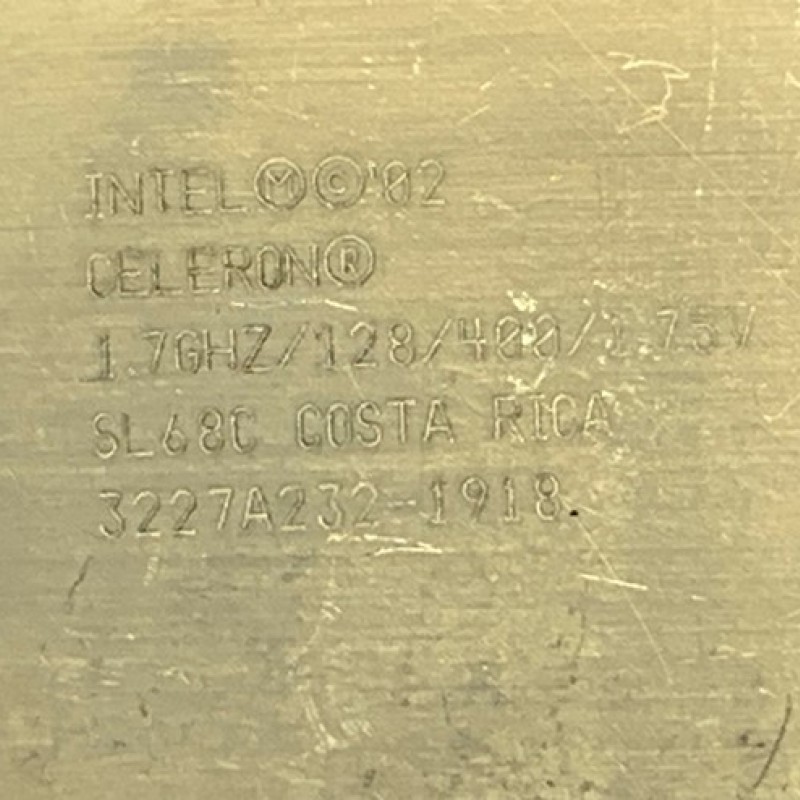 INTELⓂ©'02
CELERON®
1.7GHZ/128/400/1.75V
SL68C COSTA RICA
3227A232-1918